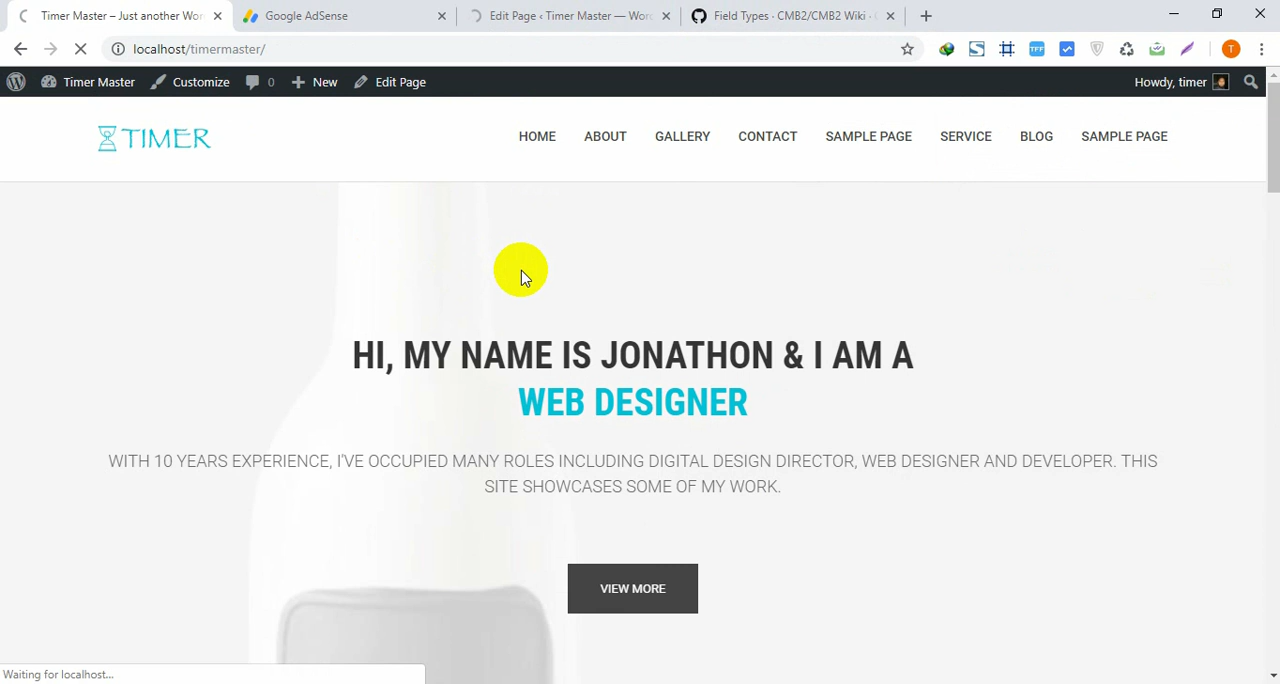 Timer Master – Just another Wor
Google AdSense
Edit Page ‹ Timer Master — Wor
Field Types · CMB2/CMB2 Wiki ·
localhost/timermaster/
TFF
T
Timer Master
Customize
0
New
Edit Page
Howdy, timer
TIMER
HOME
ABOUT
GALLERY
CONTACT
SAMPLE PAGE
SERVICE
BLOG
SAMPLE PAGE
HI, MY NAME IS JONATHON & I AM A
WEB DESIGNER
WITH 10 YEARS EXPERIENCE, I'VE OCCUPIED MANY ROLES INCLUDING DIGITAL DESIGN DIRECTOR, WEB DESIGNER AND DEVELOPER. THIS
SITE SHOWCASES SOME OF MY WORK.
VIEW MORE
Waiting for localhost...